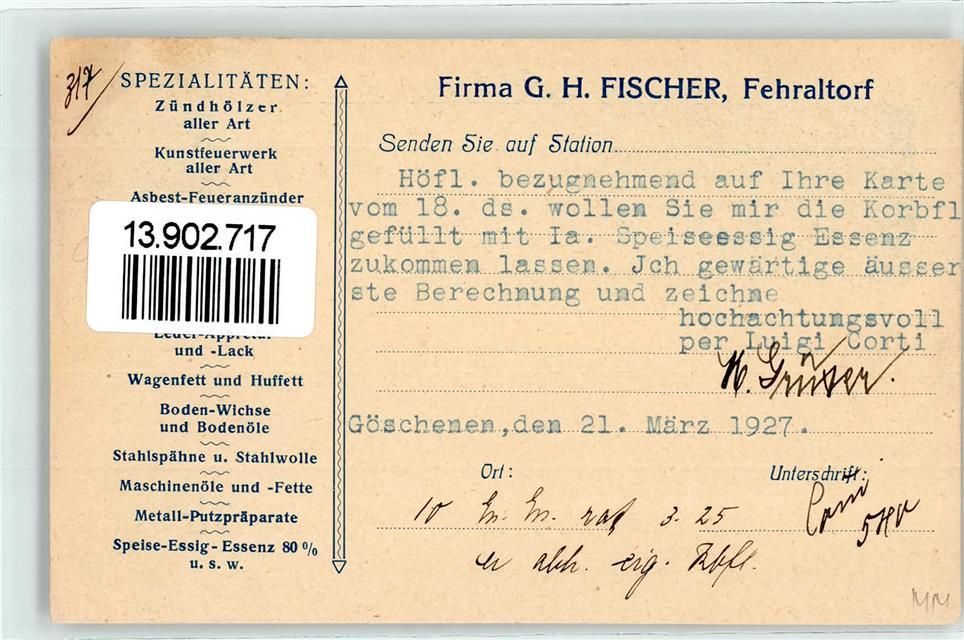 317
SPEZIALITÄTEN:
Zündhölzer
aller Art
Kunstfeuerwerk
aller Art
Asbest-Feueranzünder
13.902.717
und -Lack
Wagenfett und Huffett
Boden-Wichse
und Bodenöle
Stahlspähne u. Stahlwolle
Maschinenöle und -Fette
Metall-Putzpräparate
Speise-Essig-Essenz 80 %
u. s. w.
Firma G. H. FISCHER, Fehraltorf
Senden Sie auf Station
Höfl. bezugnehmend auf Ihre Karte
vom 18. ds. wollen Sie mir die Korbfl
gefüllt mit Ia. Speiseessig Essenz
zukommen lassen. Jch gewärtige äusser
ste Berechnung und zeichne
hochachtungsvoll
per Luigi Corti
Göschenen,den 21. März 1927.
Ort: Unterschrift:
10 3.25
MM